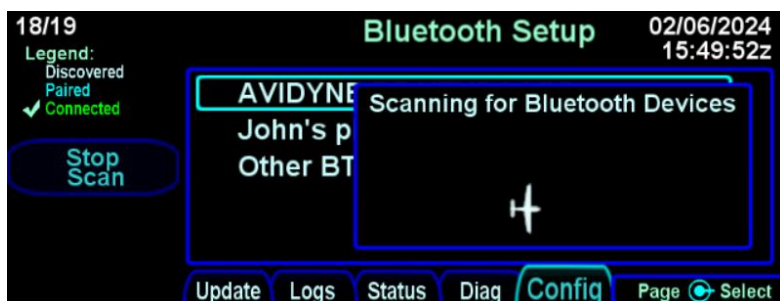 18/19
Bluetooth Setup
02/06/2024
15:49:52z
Legend:
Discovered
Paired
Connected
Stop
Scan
AVIDYNE
John's p
Other BT
Scanning for Bluetooth Devices
Update
Logs
Status
Diag
Config
Page
Select